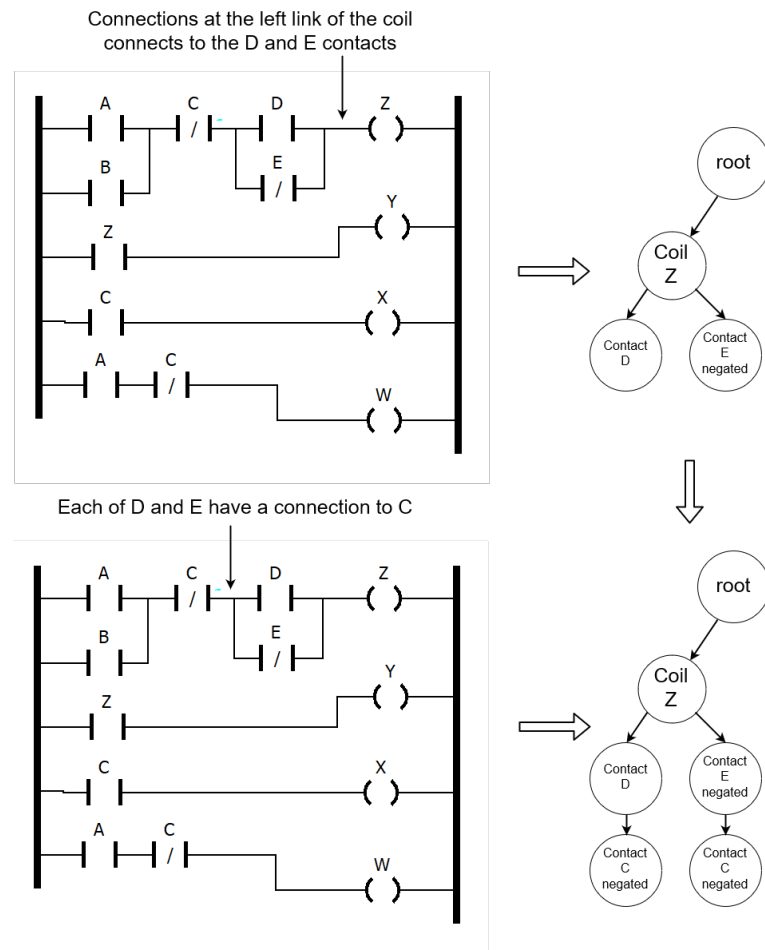 Connections at the left link of the coil
connects to the D and E contacts
A
C
D
Z
/
B
E
/
Y
Z
C
X
A
C
/
W
root
Coil
Z
Contact
D
Contact
E
negated
Each of D and E have a connection to C
A
C
D
Z
/
B
E
/
Y
Z
C
X
A
C
/
W
root
Coil
Z
Contact
D
Contact
E
negated
Contact
C
negated
Contact
C
negated